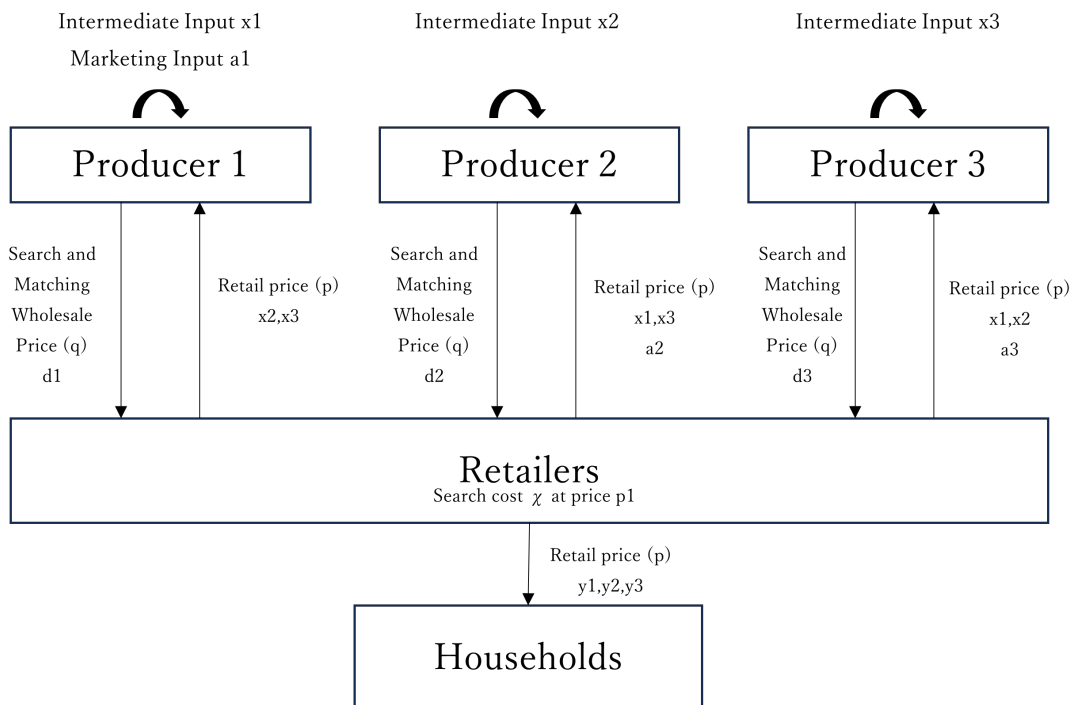 Intermediate Input x1
Marketing Input a1
Intermediate Input x2
Intermediate Input x3
Producer 1
Producer 2
Producer 3
Search and
Matching
Wholesale
Price (q)
d1
Retail price (p)
x2,x3
Search and
Matching
Wholesale
Price (q)
d2
Retail price (p)
x1,x3
a2
Search and
Matching
Wholesale
Price (q)
d3
Retail price (p)
x1,x2
a3
Retailers
Search cost χ at price p1
Retail price (p)
y1,y2,y3
Households